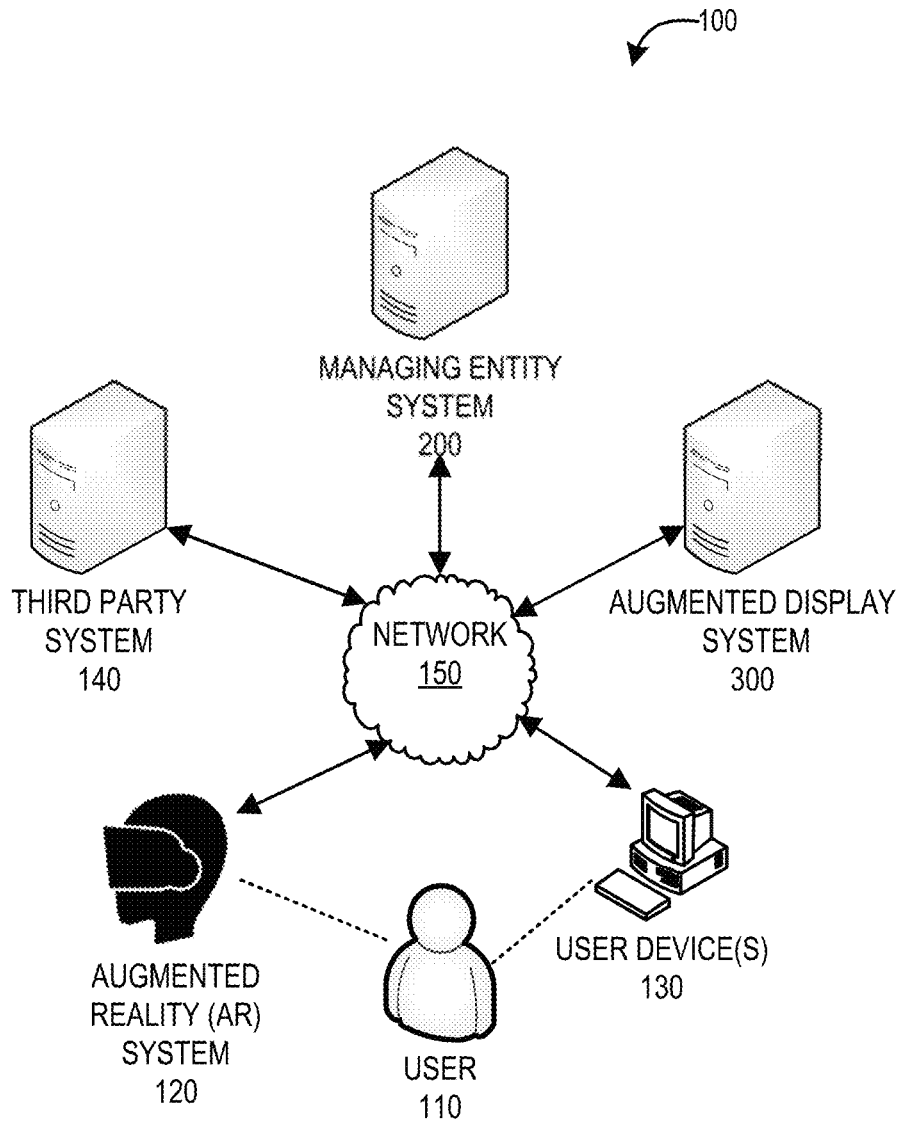 100
MANAGING ENTITY
SYSTEM
200
THIRD PARTY
SYSTEM
140
NETWORK
150
AUGMENTED DISPLAY
SYSTEM
300
AUGMENTED
REALITY (AR)
SYSTEM
120
USER
110
USER DEVICE(S)
130